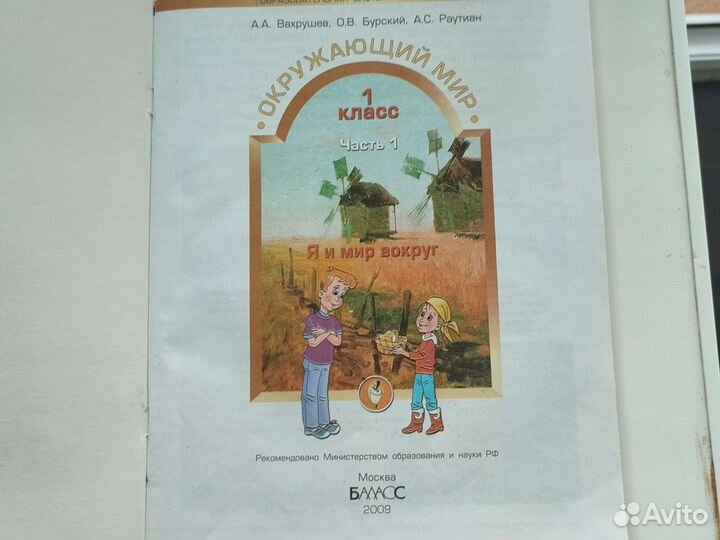 А.А. Вахрушев, О.В. Бурский, А.С. Раутиан
• ОКРУЖАЮЩИЙ МИР •
1
класс
Часть 1
Я и мир вокруг
Рекомендовано Министерством образования и науки РФ
Москва
БАЛАСС
2009
Avito